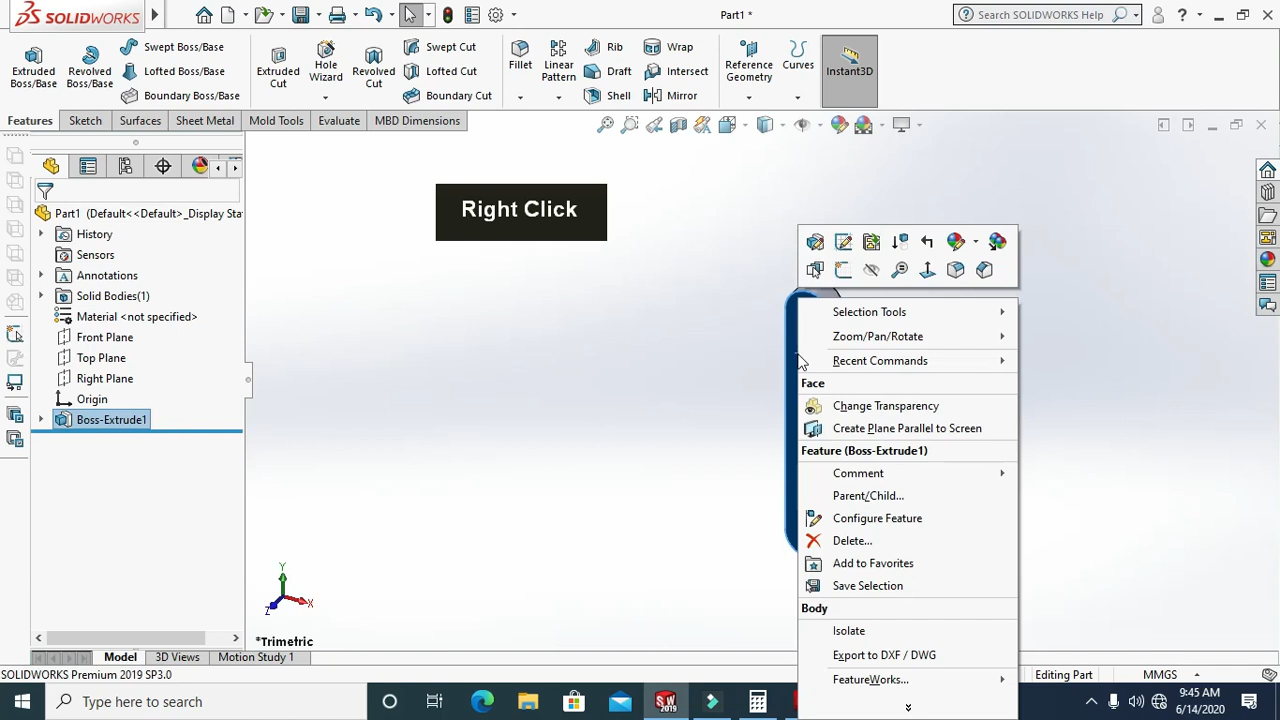 SOLIDWORKS
Part1 *
Search SOLIDWORKS Help
Extruded Boss/Base
Revolved Boss/Base
Swept Boss/Base
Lofted Boss/Base
Boundary Boss/Base
Extruded Cut
Hole Wizard
Revolved Cut
Swept Cut
Lofted Cut
Boundary Cut
Fillet
Linear Pattern
Rib
Draft
Shell
Wrap
Intersect
Mirror
Reference Geometry
Curves
Instant3D
Features
Sketch
Surfaces
Sheet Metal
Mold Tools
Evaluate
MBD Dimensions
Part1 (Default<<Default>_Display Sta
History
Sensors
Annotations
Solid Bodies(1)
Material <not specified>
Front Plane
Top Plane
Right Plane
Origin
Boss-Extrude1
Right Click
Selection Tools
Zoom/Pan/Rotate
Recent Commands
Face
Change Transparency
Create Plane Parallel to Screen
Feature (Boss-Extrude1)
Comment
Parent/Child...
Configure Feature
Delete...
Add to Favorites
Save Selection
Body
Isolate
Export to DXF / DWG
FeatureWorks...
Y
X
Z
*Trimetric
Model
3D Views
Motion Study 1
SOLIDWORKS Premium 2019 SP3.0
Editing Part
MMGS
Type here to search
SW
2019
9:45 AM
6/14/2020